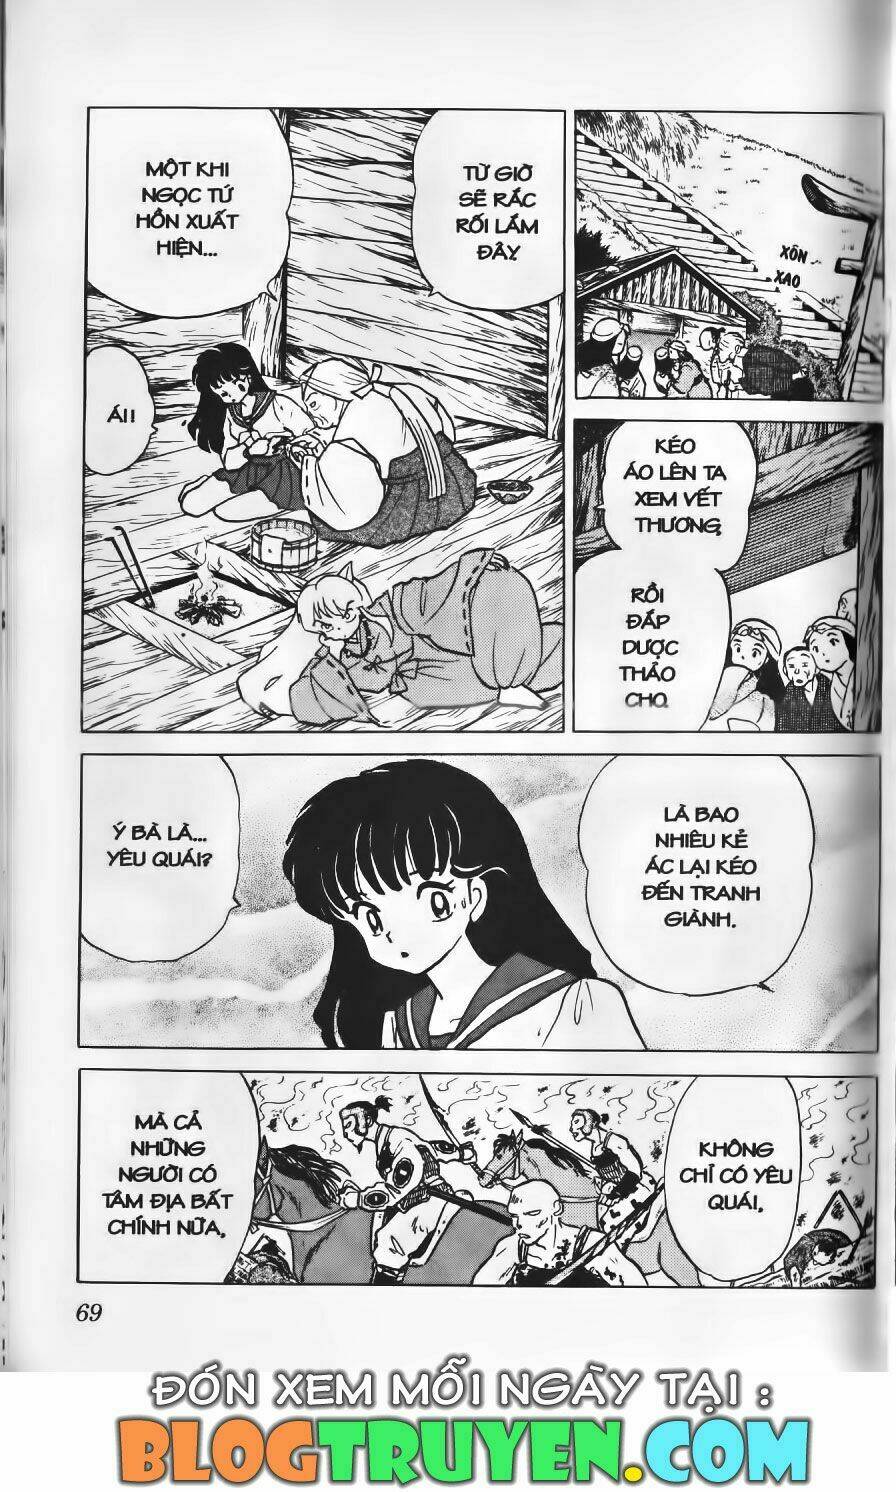 XÔN
XAO
KÉO
ÁO LÊN TA
XEM VẾT
THƯƠNG,
RỒI
ĐẮP
DƯỢC
THẢO
CHO.
TỪ GIỜ
SẼ RẮC
RỐI LẮM
ĐÂY.
MỘT KHI
NGỌC TỨ
HỒN XUẤT
HIỆN...
ÁI!
LÀ BAO
NHIÊU KẺ
ÁC LẠI KÉO
ĐẾN TRANH
GIÀNH.
Ý BÀ LÀ...
YÊU QUÁI?
KHÔNG
CHỈ CÓ YÊU
QUÁI,
MÀ CẢ
NHỮNG
NGƯỜI CÓ
TÂM ĐỊA BẤT
CHÍNH NỮA.
69
ĐÓN XEM MỖI NGÀY TẠI :
BLOGTRUYEN.COM